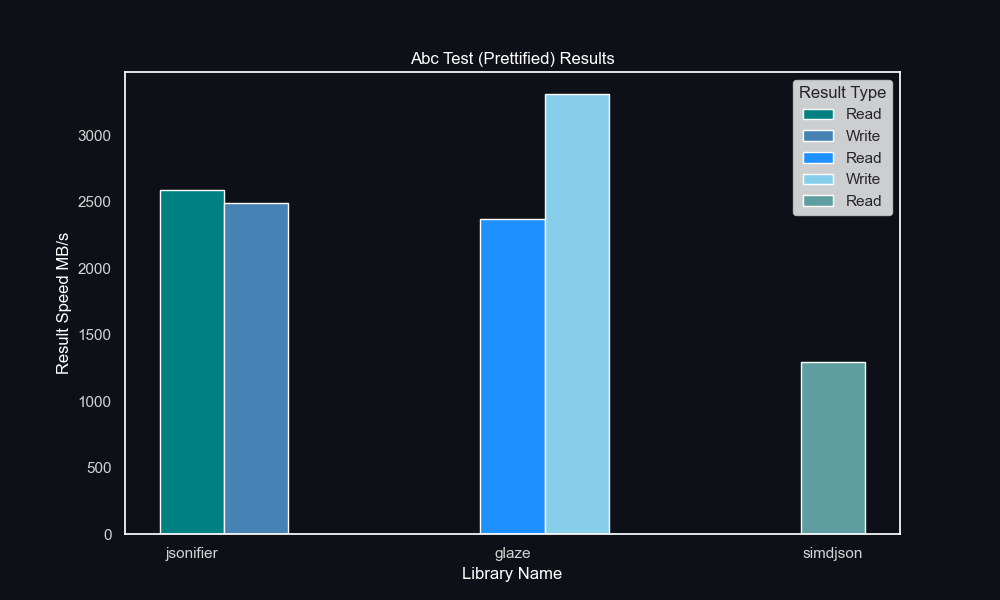 Abc Test (Prettified) Results
Result Type
Read
Write
Read
Write
Read
Result Speed MB/s
3000
2500
2000
1500
1000
500
0
jsonifier glaze simdjson
Library Name